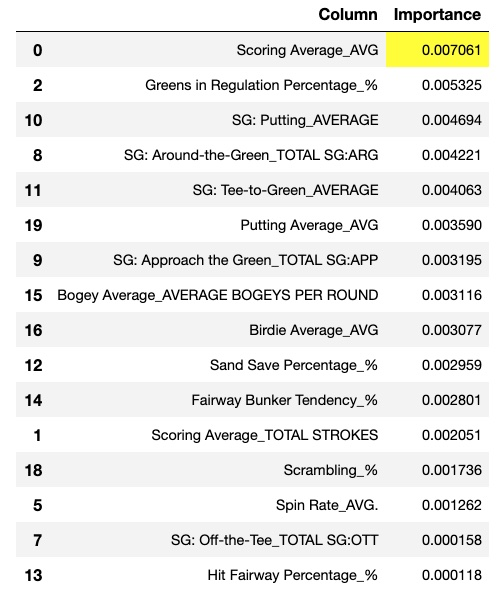 Column Importance
0 Scoring Average_AVG 0.007061
2 Greens in Regulation Percentage_% 0.005325
10 SG: Putting_AVERAGE 0.004694
8 SG: Around-the-Green_TOTAL SG:ARG 0.004221
11 SG: Tee-to-Green_AVERAGE 0.004063
19 Putting Average_AVG 0.003590
9 SG: Approach the Green_TOTAL SG:APP 0.003195
15 Bogey Average_AVERAGE BOGEYS PER ROUND 0.003116
16 Birdie Average_AVG 0.003077
12 Sand Save Percentage_% 0.002959
14 Fairway Bunker Tendency_% 0.002801
1 Scoring Average_TOTAL STROKES 0.002051
18 Scrambling_% 0.001736
5 Spin Rate_AVG. 0.001262
7 SG: Off-the-Tee_TOTAL SG:OTT 0.000158
13 Hit Fairway Percentage_% 0.000118